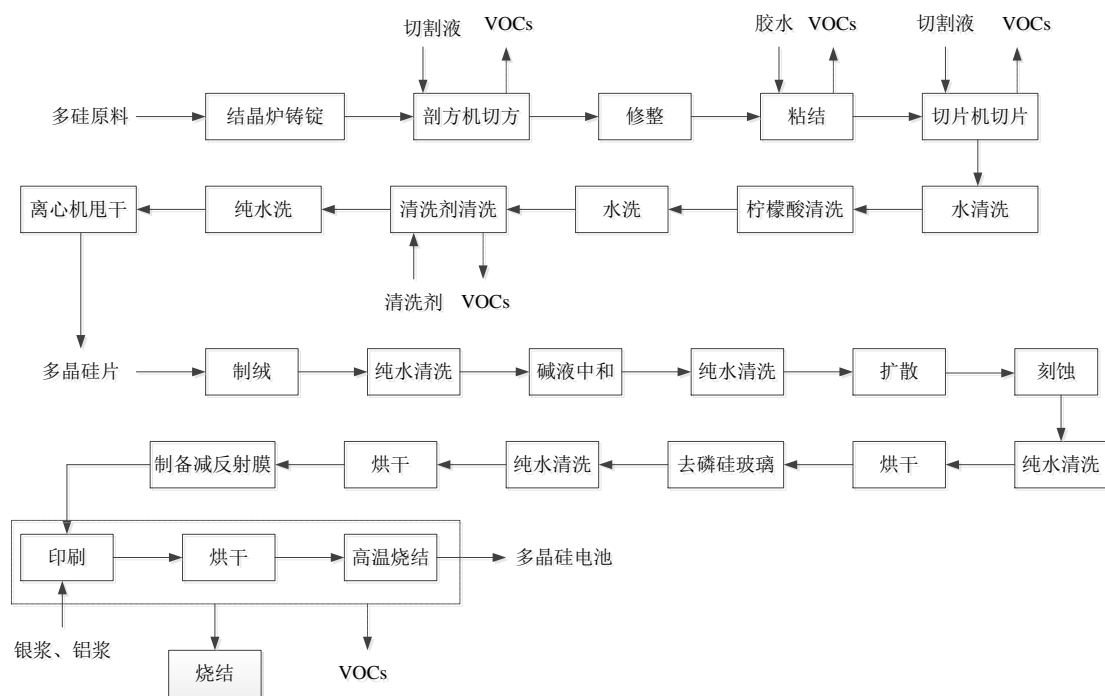 切割液 VOCs 胶水 VOCs 切割液 VOCs
多硅原料 结晶炉铸锭 剖方机切方 修整 粘结 切片机切片
离心机甩干 纯水洗 清洗剂清洗 水洗 柠檬酸清洗 水清洗
清洗剂 VOCs
多晶硅片 制绒 纯水清洗 碱液中和 纯水清洗 扩散 刻蚀
制备减反射膜 烘干 纯水清洗 去磷硅玻璃 烘干 纯水清洗
印刷 烘干 高温烧结 多晶硅电池
银浆、铝浆 烧结 VOCs